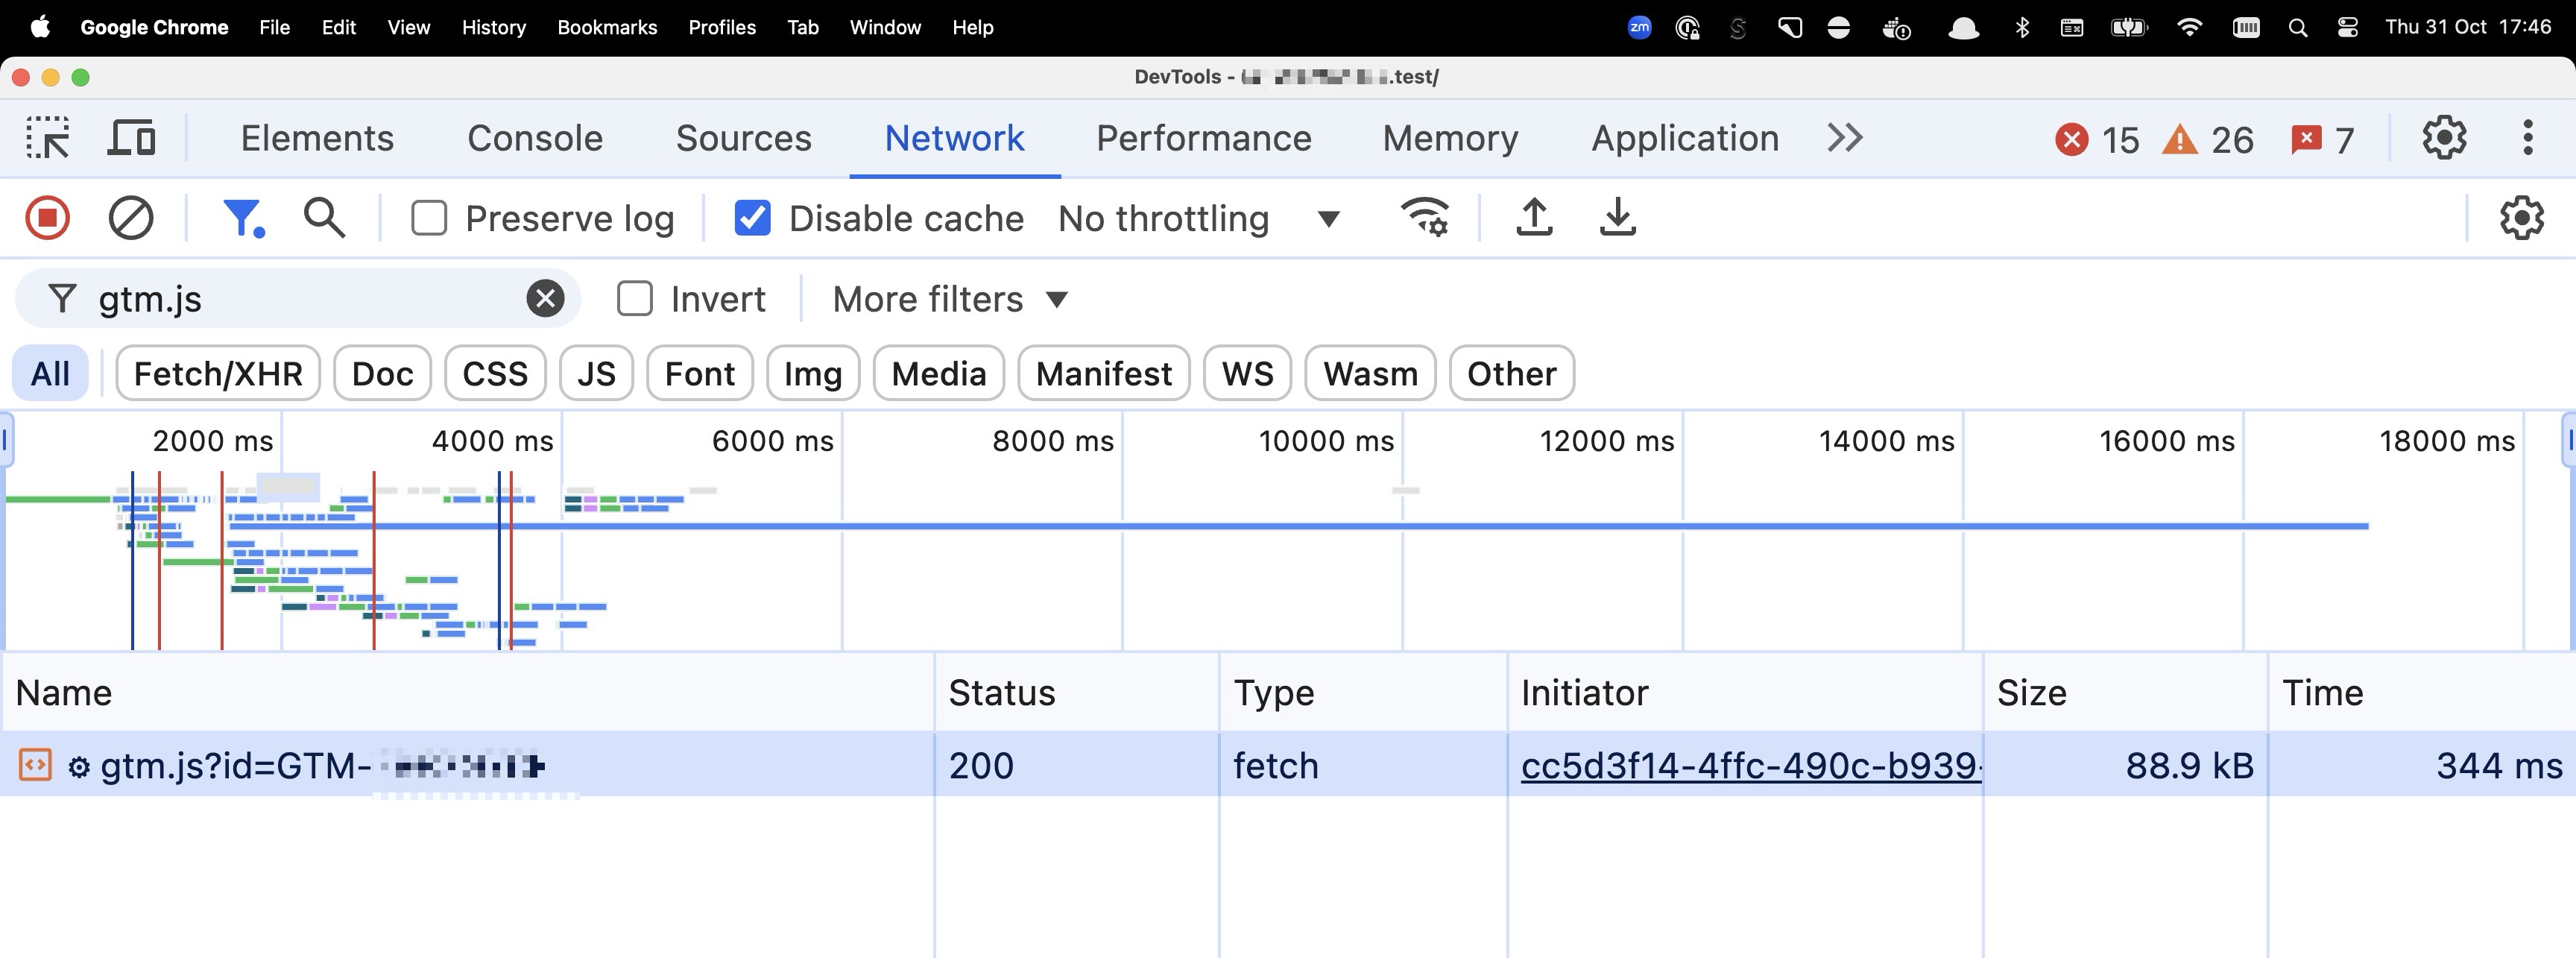 Google Chrome File Edit View History Bookmarks Profiles Tab Window Help zm Thu 31 Oct 17:46
DevTools - .test/
Elements Console Sources Network Performance Memory Application 15 26 7
Preserve log Disable cache No throttling
gtm.js Invert More filters
All Fetch/XHR Doc CSS JS Font Img Media Manifest WS Wasm Other
2000 ms 4000 ms 6000 ms 8000 ms 10000 ms 12000 ms 14000 ms 16000 ms 18000 ms
Name Status Type Initiator Size Time
gtm.js?id=GTM- 200 fetch cc5d3f14-4ffc-490c-b939- 88.9 kB 344 ms